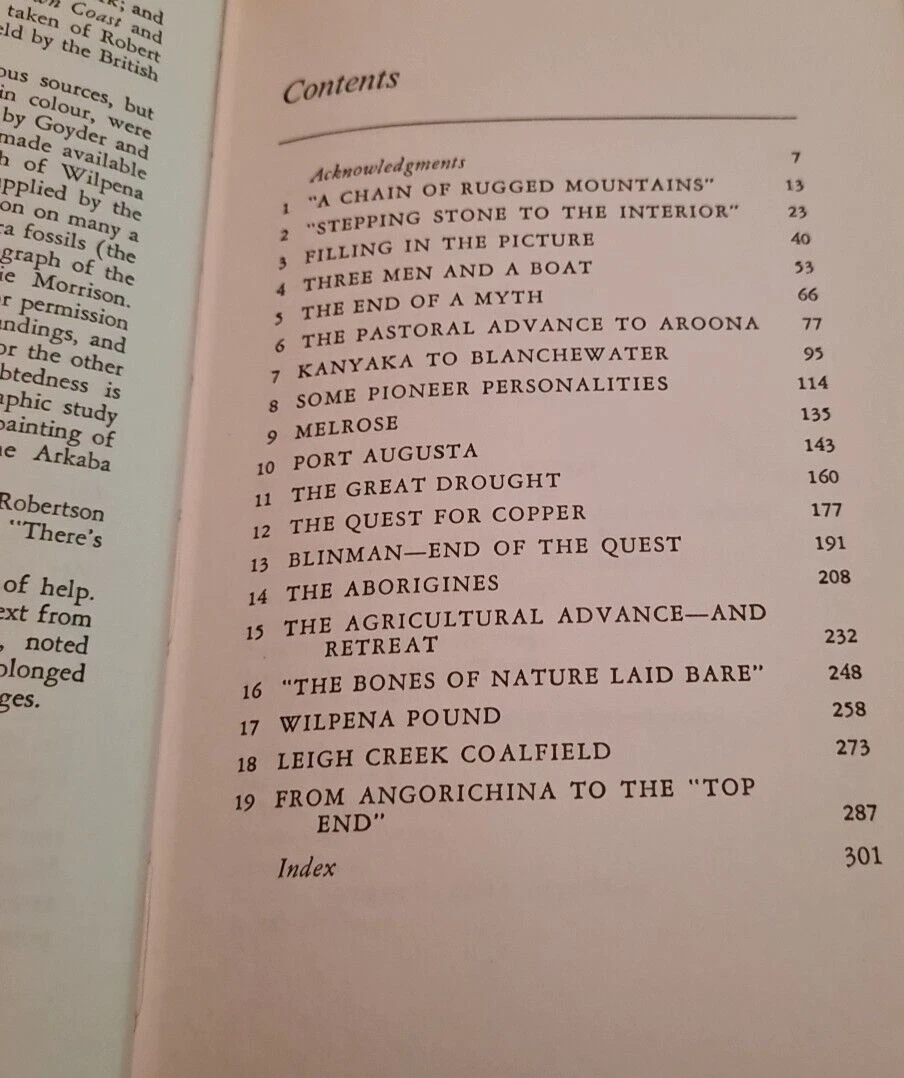 Coast and
taken of Robert
by the British
sources, but
in colour, were
by Goyder and
made available
of Wilpena
by the
on on many a
fossils (the
of the
Morrison.
permission
and
or the other
is
study
painting of
Arkaba
Robertson
"There's
of help.
from
noted
Contents
Acknowledgments 7
1 "A CHAIN OF RUGGED MOUNTAINS" 13
2 "STEPPING STONE TO THE INTERIOR" 23
3 FILLING IN THE PICTURE 40
4 THREE MEN AND A BOAT 53
5 THE END OF A MYTH 66
6 THE PASTORAL ADVANCE TO AROONA 77
7 KANYAKA TO BLANCHEWATER 95
8 SOME PIONEER PERSONALITIES 114
9 MELROSE 135
10 PORT AUGUSTA 143
11 THE GREAT DROUGHT 160
12 THE QUEST FOR COPPER 177
13 BLINMAN—END OF THE QUEST 191
14 THE ABORIGINES 208
15 THE AGRICULTURAL ADVANCE—AND
RETREAT 232
16 "THE BONES OF NATURE LAID BARE" 248
17 WILPENA POUND 258
18 LEIGH CREEK COALFIELD 273
19 FROM ANGORICHINA TO THE "TOP
END" 287
Index 301